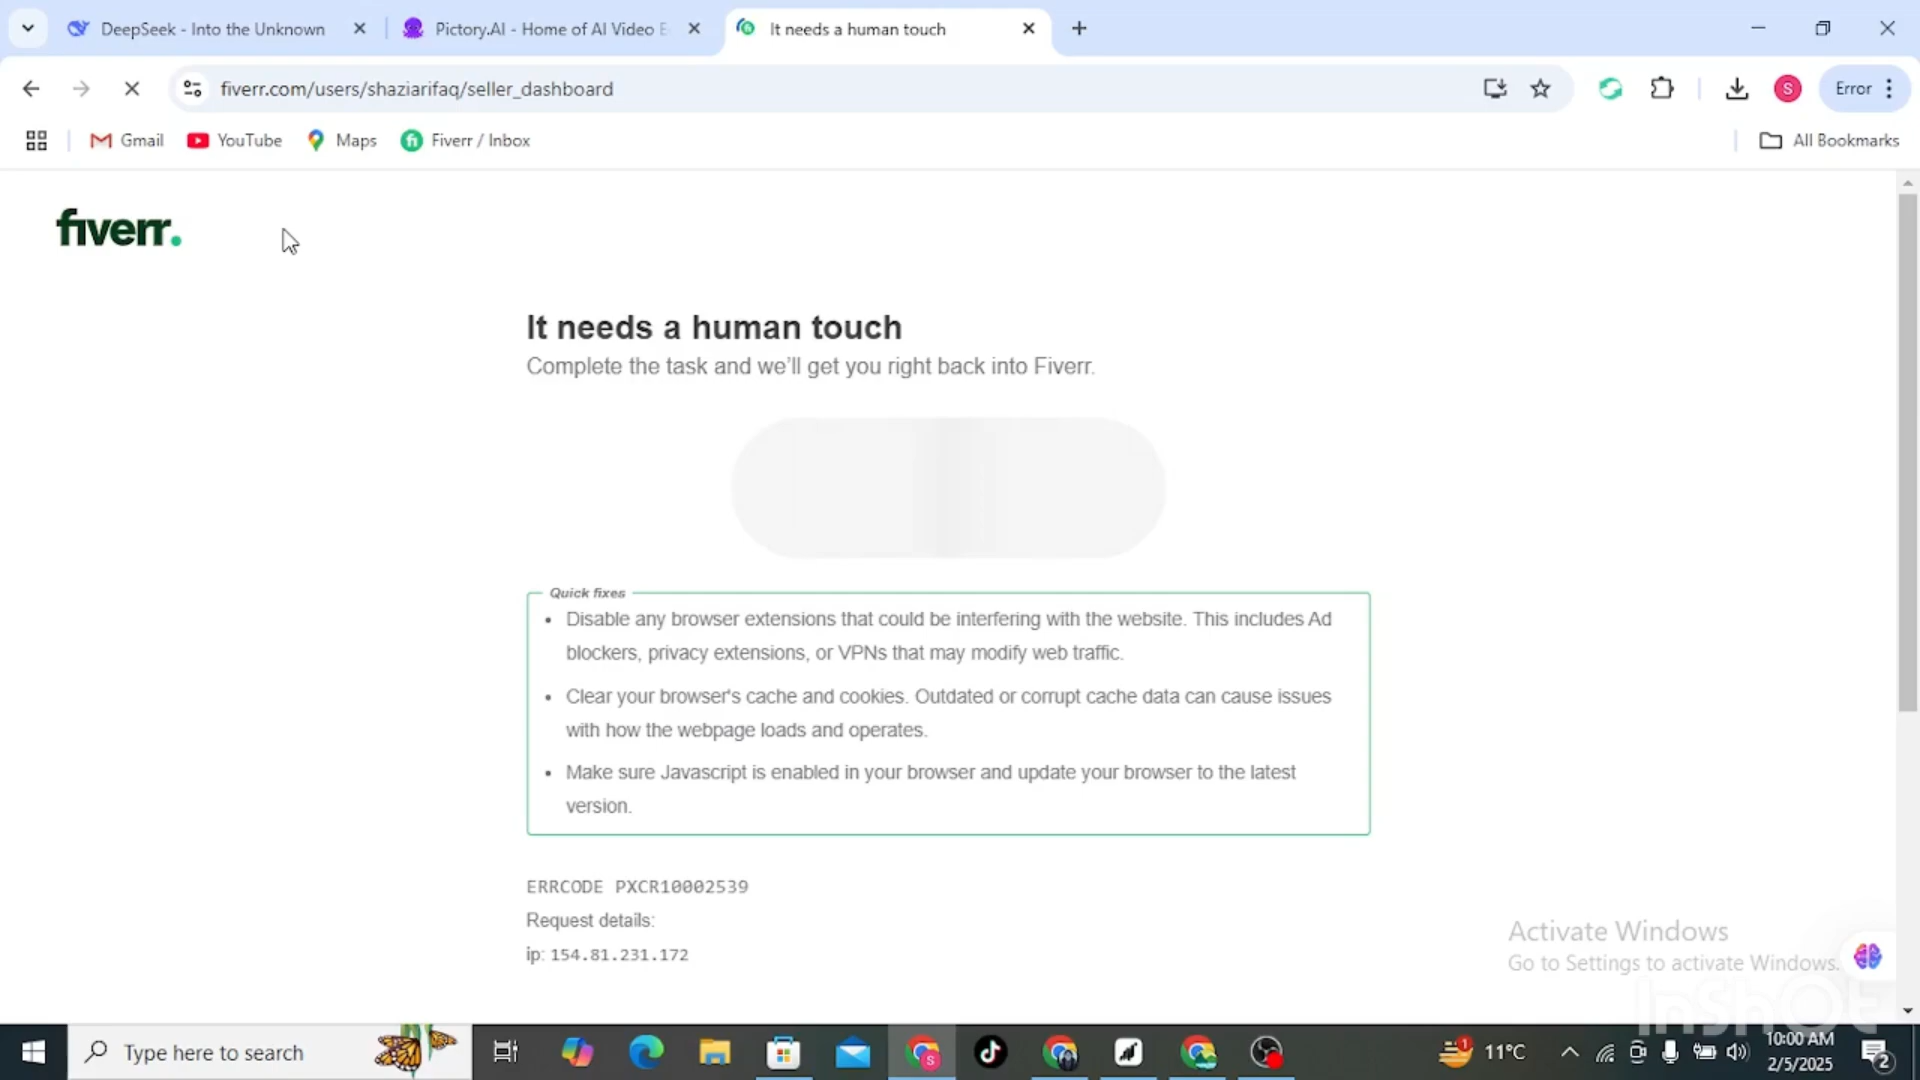 DeepSeek - Into the Unknown
Pictory.AI - Home of AI Video E
It needs a human touch
fiverr.com/users/shaziarifaq/seller_dashboard
S
Error
Gmail
YouTube
Maps
fi
Fiverr / Inbox
All Bookmarks
fiverr.
It needs a human touch
Complete the task and we'll get you right back into Fiverr.
Quick fixes
• Disable any browser extensions that could be interfering with the website. This includes Ad
blockers, privacy extensions, or VPNs that may modify web traffic.
• Clear your browser's cache and cookies. Outdated or corrupt cache data can cause issues
with how the webpage loads and operates.
• Make sure Javascript is enabled in your browser and update your browser to the latest
version.
ERRCODE PXCR10002539
Request details:
ip: 154.81.231.172
Activate Windows
Go to Settings to activate Windows.
InShOt
Type here to search
S
1
11°C
10:00 AM
2/5/2025
2